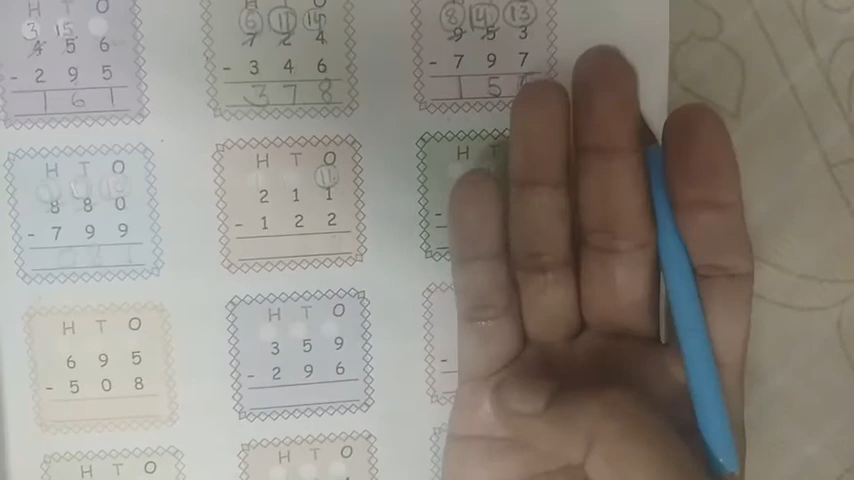 H T O
3 15
4 5 6
- 2 9 5
1 6 1
H T O
6 11 14
7 2 4
- 3 4 6
3 7 8
8 14 13
9 5 3
- 7 9 7
1 5
H T O
8 8 0
- 7 9 9
H T O
11
2 1 1
- 1 2 2
H T
-
H T O
6 9 5
- 5 0 8
H T O
3 5 9
- 2 9 6
-
H T O
H T O